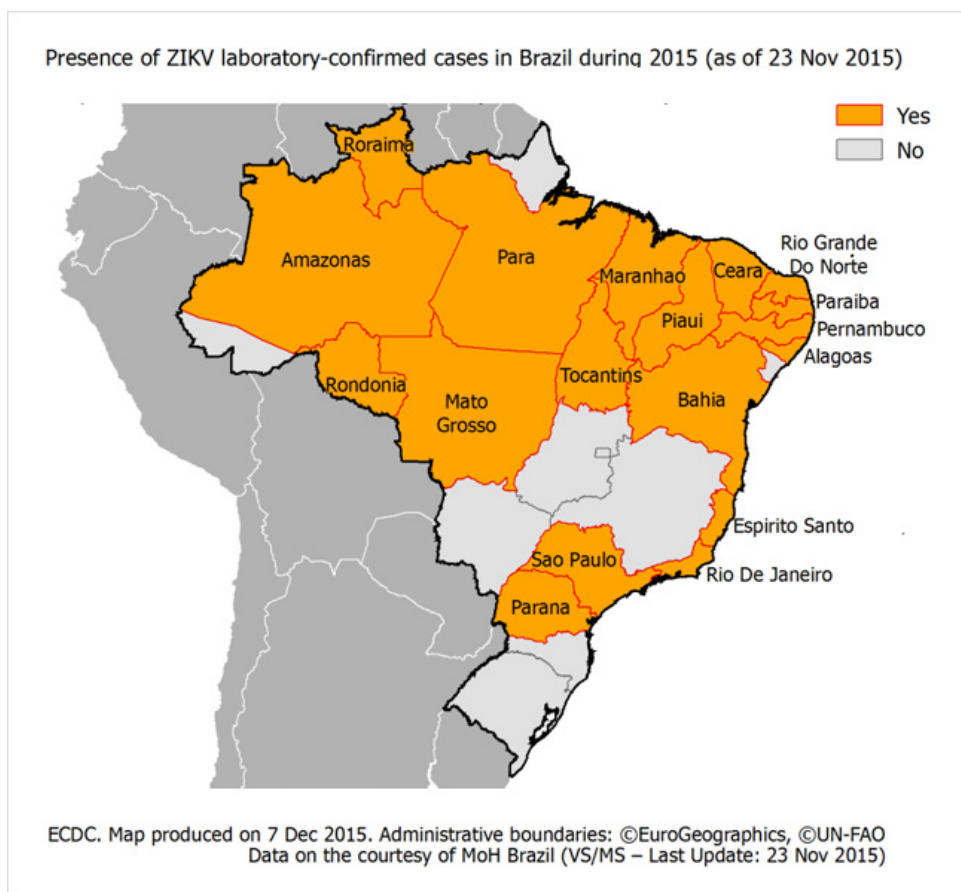 Presence of ZIKV laboratory-confirmed cases in Brazil during 2015 (as of 23 Nov 2015)
Yes
No
Roraima
Amazonas
Para
Maranhao
Ceara
Rio Grande
Do Norte
Paraiba
Piaui
Pernambuco
Alagoas
Rondonia
Tocantins
Mato
Grosso
Bahia
Espirito Santo
Sao Paulo
Rio De Janeiro
Parana
ECDC. Map produced on 7 Dec 2015. Administrative boundaries: ©EuroGeographics, ©UN-FAO
Data on the courtesy of MoH Brazil (VS/MS – Last Update: 23 Nov 2015)